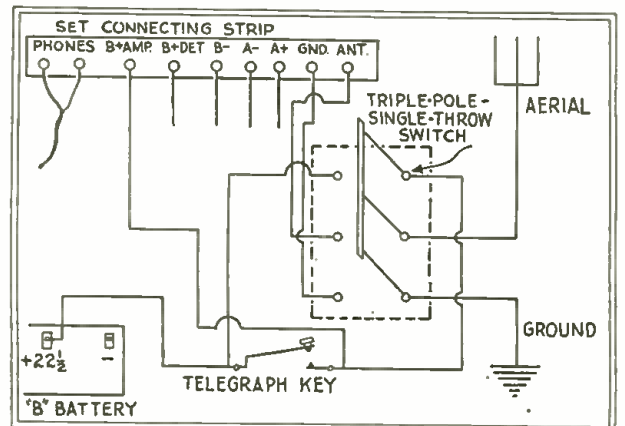 SET CONNECTING STRIP
PHONES B+AMP. B+DET B- A- A+ GND. ANT.
TRIPLE-POLE-
SINGLE-THROW
SWITCH
AERIAL
GROUND
+22½ -
TELEGRAPH KEY
"B" BATTERY